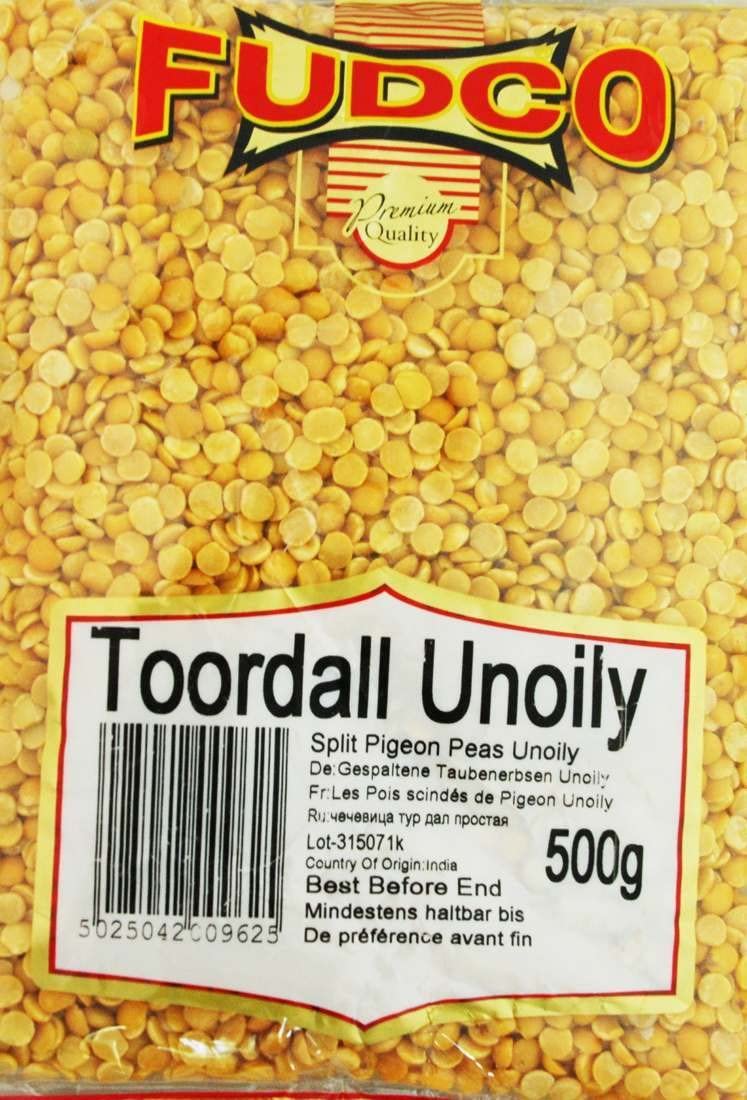 FUDCO
Premium
Quality
Toordall Unoily
Split Pigeon Peas Unoily
De:Gespaltene Taubenerbsen Unoily
Fr:Les Pois scindés de Pigeon Unoily
Ru:чечевица тур дал простая
Lot-315071k
Country Of Origin:India
500g
Best Before End
Mindestens haltbar bis
De préférence avant fin
5025042009625